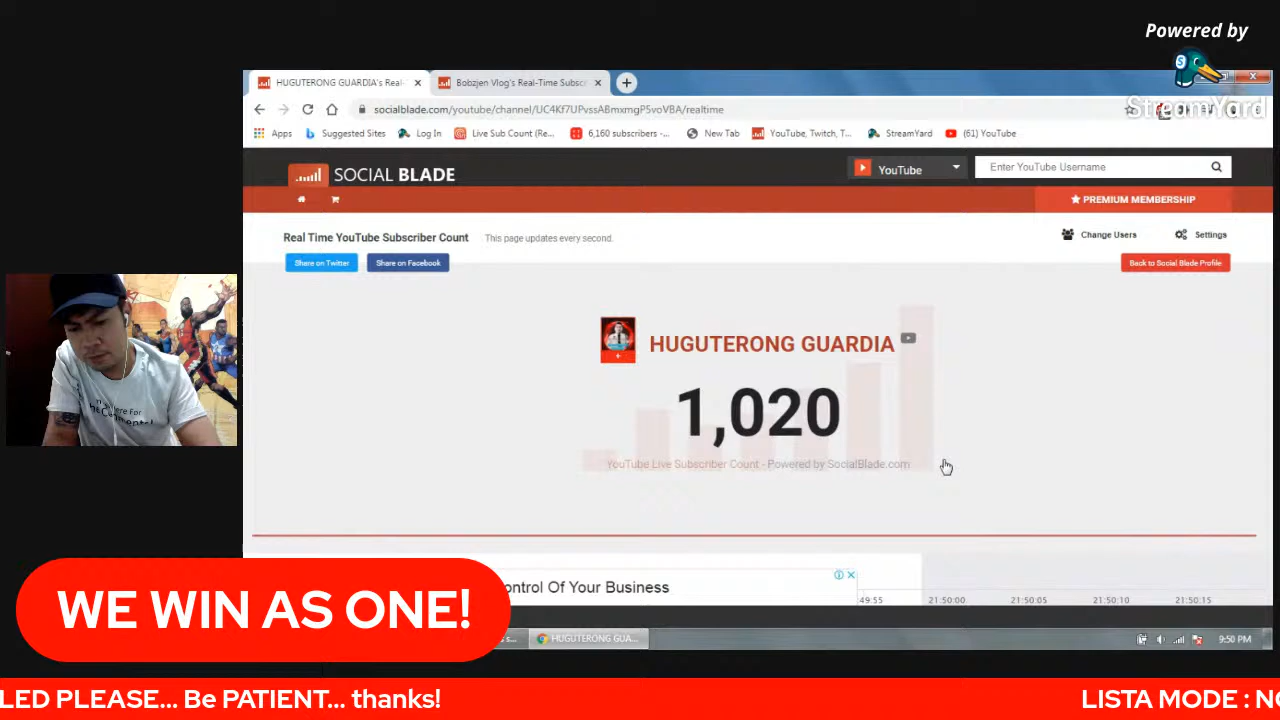 Powered by
StreamYard
HUGUTERONG GUARDIA's Real-
Bobzjen Vlog's Real-Time Subsc
socialblade.com/youtube/channel/UC4Kf7UPvssABmxmgP5voVBA/realtime
Apps
Suggested Sites
Log In
Live Sub Count (Re...
6,160 subscribers -...
New Tab
YouTube, Twitch, T...
StreamYard
(61) YouTube
SOCIAL BLADE
YouTube
Enter YouTube Username
PREMIUM MEMBERSHIP
Real Time YouTube Subscriber Count
This page updates every second.
Change Users
Settings
Share on Twitter
Share on Facebook
Back to Social Blade Profile
HUGUTERONG GUARDIA
1,020
YouTube Live Subscriber Count - Powered by SocialBlade.com
ontrol Of Your Business
:49:55
21:50:00
21:50:05
21:50:10
21:50:15
HUGUTERONG GUA...
9:50 PM
WE WIN AS ONE!
LED PLEASE... Be PATIENT... thanks!
LISTA MODE : NO